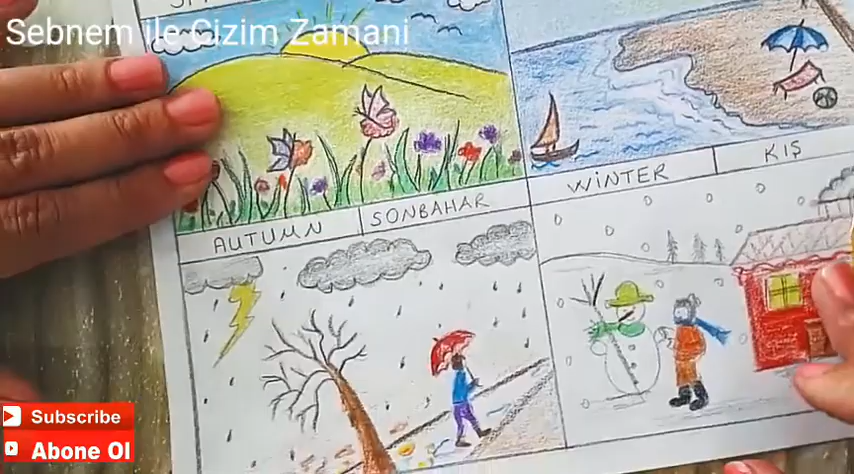 Sebnem ile Cizim Zamani
AUTUMN
SONBAHAR
WINTER
KIŞ
Subscribe
Abone Ol